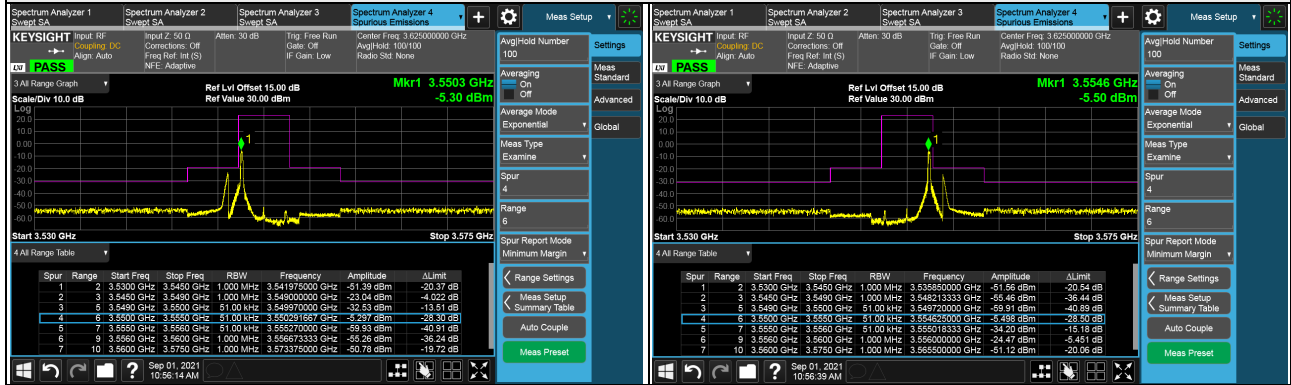 Spectrum Analyzer 1
Swept SA
Spectrum Analyzer 2
Swept SA
Spectrum Analyzer 3
Swept SA
Spectrum Analyzer 4
Spurious Emissions
Meas Setup
KEYSIGHT
Input: RF
Coupling: DC
Align: Auto
Input Z: 50 Ω
Corrections: Off
Freq Ref: Int (S)
NFE: Adaptive
Atten: 30 dB
Trig: Free Run
Gate: Off
IF Gain: Low
Center Freq: 3.625000000 GHz
Avg|Hold: 100/100
Radio Std: None
LXI PASS
3 All Range Graph
Ref Lvl Offset 15.00 dB
Mkr1 3.5503 GHz
Scale/Div 10.0 dB
Ref Value 30.00 dBm
-5.30 dBm
Log
20.0
10.0
0.00
-10.0
-20.0
-30.0
-40.0
-50.0
-60.0
1
Start 3.530 GHz
Stop 3.575 GHz
4 All Range Table
Spur Range Start Freq Stop Freq RBW Frequency Amplitude ΔLimit
1 2 3.5300 GHz 3.5450 GHz 1.000 MHz 3.541975000 GHz -51.39 dBm -20.37 dB
2 3 3.5450 GHz 3.5490 GHz 1.000 MHz 3.549000000 GHz -23.04 dBm -4.022 dB
3 5 3.5490 GHz 3.5500 GHz 51.00 kHz 3.549970000 GHz -32.53 dBm -13.51 dB
4 6 3.5500 GHz 3.5550 GHz 51.00 kHz 3.550291667 GHz -5.297 dBm -28.30 dB
5 7 3.5550 GHz 3.5560 GHz 51.00 kHz 3.555270000 GHz -59.93 dBm -40.91 dB
6 9 3.5560 GHz 3.5600 GHz 1.000 MHz 3.556673333 GHz -55.26 dBm -36.24 dB
7 10 3.5600 GHz 3.5750 GHz 1.000 MHz 3.573375000 GHz -50.78 dBm -19.72 dB
Avg|Hold Number
100
Averaging
On
Off
Average Mode
Exponential
Meas Type
Examine
Spur
4
Range
6
Spur Report Mode
Minimum Margin
Range Settings
Meas Setup
Summary Table
Auto Couple
Meas Preset
Settings
Meas
Standard
Advanced
Global
?
Sep 01, 2021
10:56:14 AM
Spectrum Analyzer 1
Swept SA
Spectrum Analyzer 2
Swept SA
Spectrum Analyzer 3
Swept SA
Spectrum Analyzer 4
Spurious Emissions
Meas Setup
KEYSIGHT
Input: RF
Coupling: DC
Align: Auto
Input Z: 50 Ω
Corrections: Off
Freq Ref: Int (S)
NFE: Adaptive
Atten: 30 dB
Trig: Free Run
Gate: Off
IF Gain: Low
Center Freq: 3.625000000 GHz
Avg|Hold: 100/100
Radio Std: None
LXI PASS
3 All Range Graph
Ref Lvl Offset 15.00 dB
Mkr1 3.5546 GHz
Scale/Div 10.0 dB
Ref Value 30.00 dBm
-5.50 dBm
Log
20.0
10.0
0.00
-10.0
-20.0
-30.0
-40.0
-50.0
-60.0
1
Start 3.530 GHz
Stop 3.575 GHz
4 All Range Table
Spur Range Start Freq Stop Freq RBW Frequency Amplitude ΔLimit
1 2 3.5300 GHz 3.5450 GHz 1.000 MHz 3.535850000 GHz -51.56 dBm -20.54 dB
2 3 3.5450 GHz 3.5490 GHz 1.000 MHz 3.548213333 GHz -55.46 dBm -36.44 dB
3 5 3.5490 GHz 3.5500 GHz 51.00 kHz 3.549720000 GHz -59.91 dBm -40.89 dB
4 6 3.5500 GHz 3.5550 GHz 51.00 kHz 3.554625000 GHz -5.498 dBm -28.50 dB
5 7 3.5550 GHz 3.5560 GHz 51.00 kHz 3.555018333 GHz -34.20 dBm -15.18 dB
6 9 3.5560 GHz 3.5600 GHz 1.000 MHz 3.556000000 GHz -24.47 dBm -5.451 dB
7 10 3.5600 GHz 3.5750 GHz 1.000 MHz 3.565500000 GHz -51.12 dBm -20.06 dB
Avg|Hold Number
100
Averaging
On
Off
Average Mode
Exponential
Meas Type
Examine
Spur
4
Range
6
Spur Report Mode
Minimum Margin
Range Settings
Meas Setup
Summary Table
Auto Couple
Meas Preset
Settings
Meas
Standard
Advanced
Global
?
Sep 01, 2021
10:56:39 AM